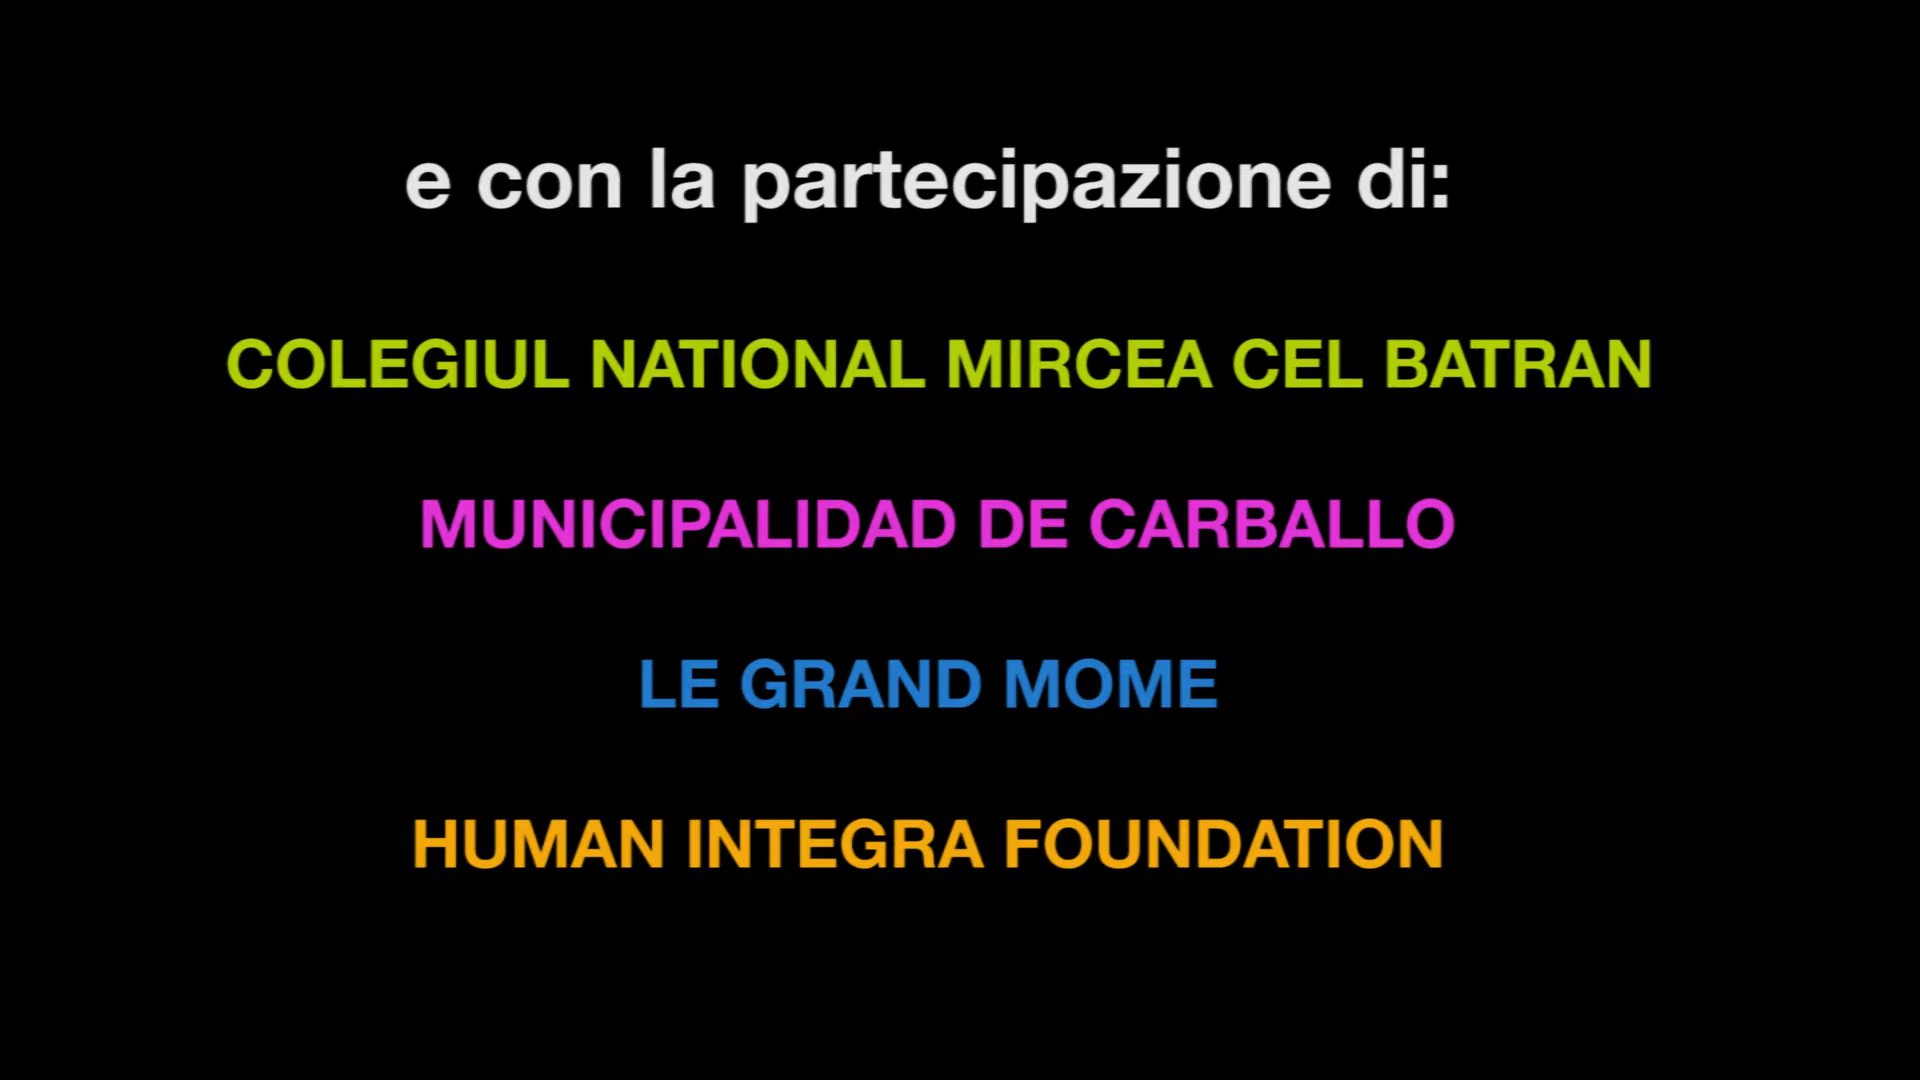 e con la partecipazione di:
COLEGIUL NATIONAL MIRCEA CEL BATRAN
MUNICIPALIDAD DE CARBALLO
LE GRAND MOME
HUMAN INTEGRA FOUNDATION